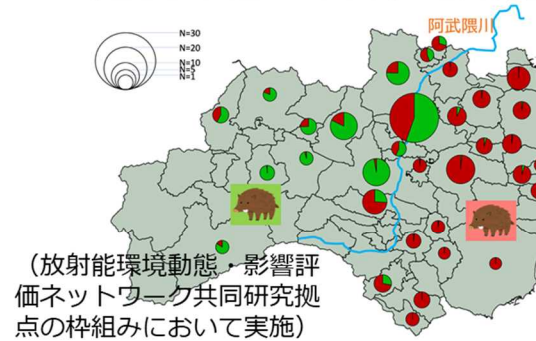 阿武隈川
N=30
N=20
N=10
N=5
N=1
（放射能環境動態・影響評
価ネットワーク共同研究拠
点の枠組みにおいて実施）